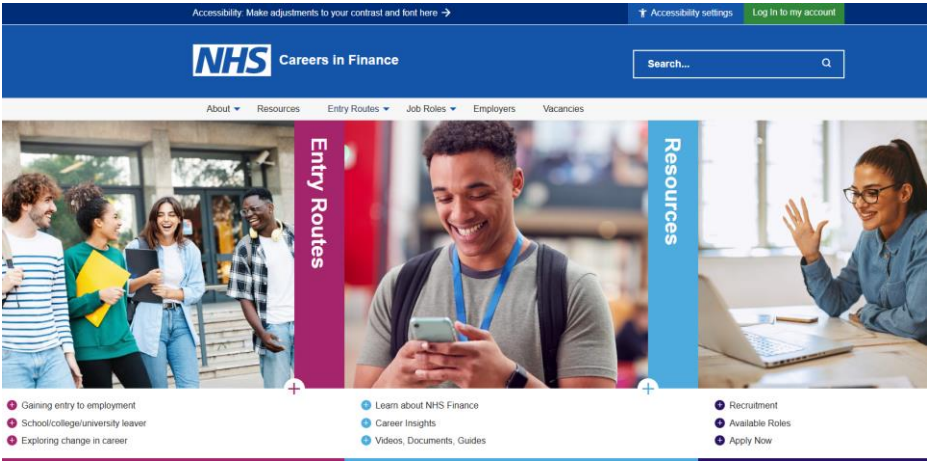 Accessibility: Make adjustments to your contrast and font here →
Accessibility settings
Log In to my account
NHS Careers in Finance
Search...
About
Resources
Entry Routes
Job Roles
Employers
Vacancies
Entry Routes
Resources
Gaining entry to employment
School/college/university leaver
Exploring change in career
Learn about NHS Finance
Career Insights
Videos, Documents, Guides
Recruitment
Available Roles
Apply Now